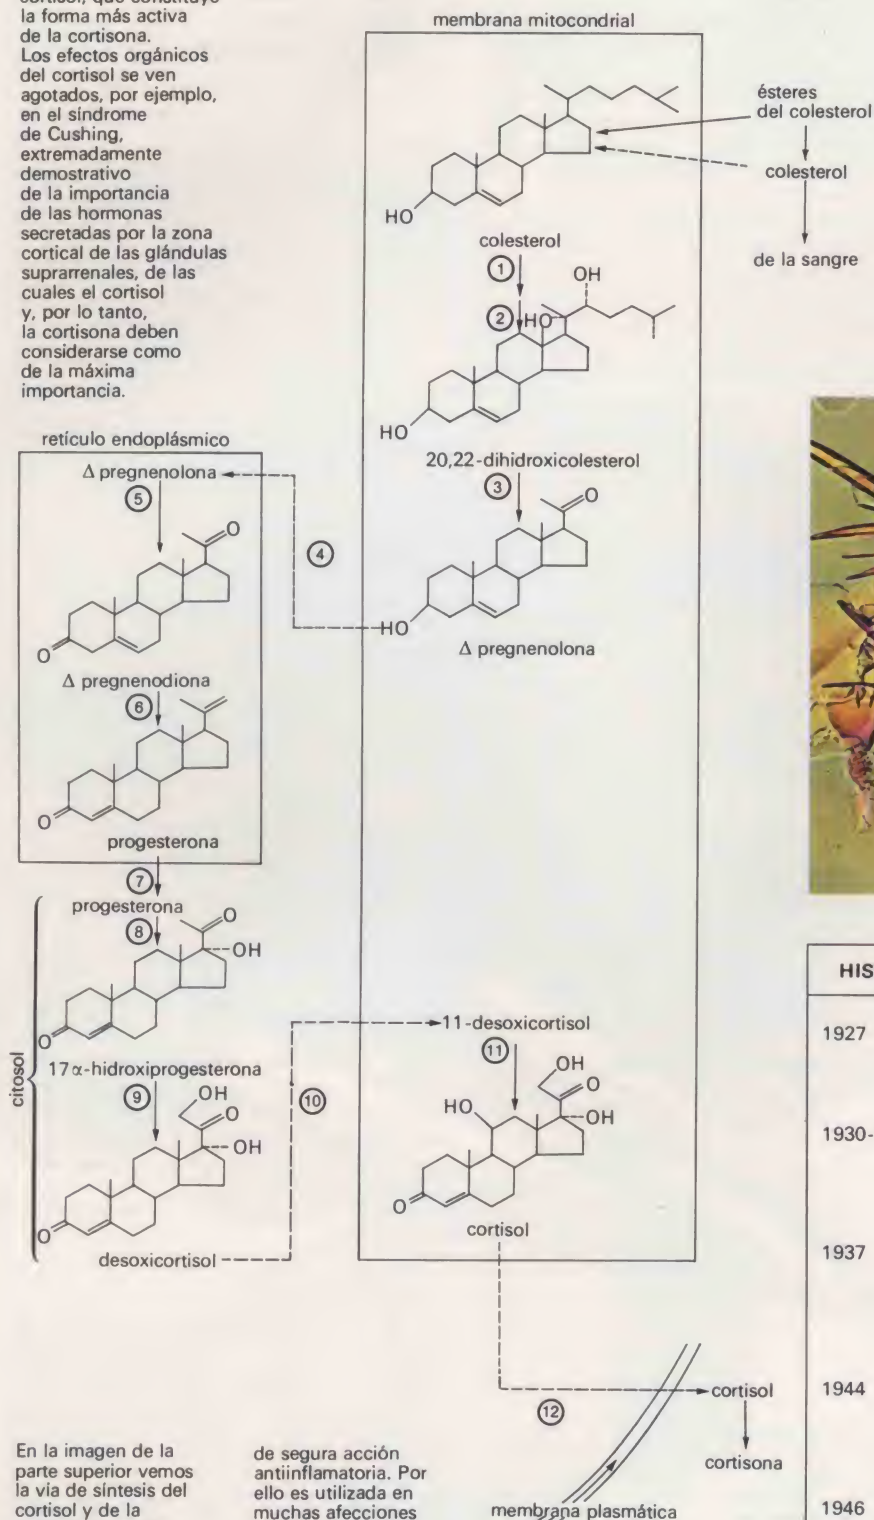 cortisol, que constituye
la forma más activa
de la cortisona.
Los efectos orgánicos
del cortisol se ven
agotados, por ejemplo,
en el síndrome
de Cushing,
extremadamente
demostrativo
de la importancia
de las hormonas
secretadas por la zona
cortical de las glándulas
suprarrenales, de las
cuales el cortisol
y, por lo tanto,
la cortisona deben
considerarse como
de la máxima
importancia.
membrana mitocondrial
ésteres
del colesterol
colesterol
de la sangre
HO
colesterol
1
OH
2
HO
HO
20,22-dihidroxicolesterol
3
O
HO
Δ pregnenolona
4
retículo endoplásmico
Δ pregnenolona
5
O
O
Δ pregnenodiona
6
O
progesterona
7
citosol
progesterona
8
O
OH
O
17α-hidroxiprogesterona
9
OH
O
OH
O
desoxicortisol
10
11-desoxicortisol
11
OH
O
HO
OH
O
cortisol
12
cortisol
cortisona
membrana plasmática
En la imagen de la
parte superior vemos
la vía de síntesis del
cortisol y de la
de segura acción
antiinflamatoria. Por
ello es utilizada en
muchas afecciones
HIS
1927
1930-
1937
1944
1946